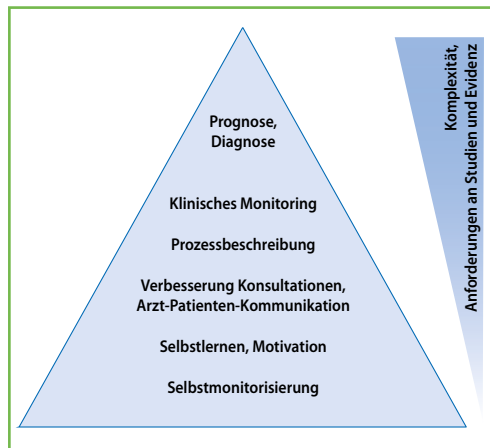 Prognose,
Diagnose
Klinisches Monitoring
Prozessbeschreibung
Verbesserung Konsultationen,
Arzt-Patienten-Kommunikation
Selbstlernen, Motivation
Selbstmonitorisierung
Komplexität,
Anforderungen an Studien und Evidenz